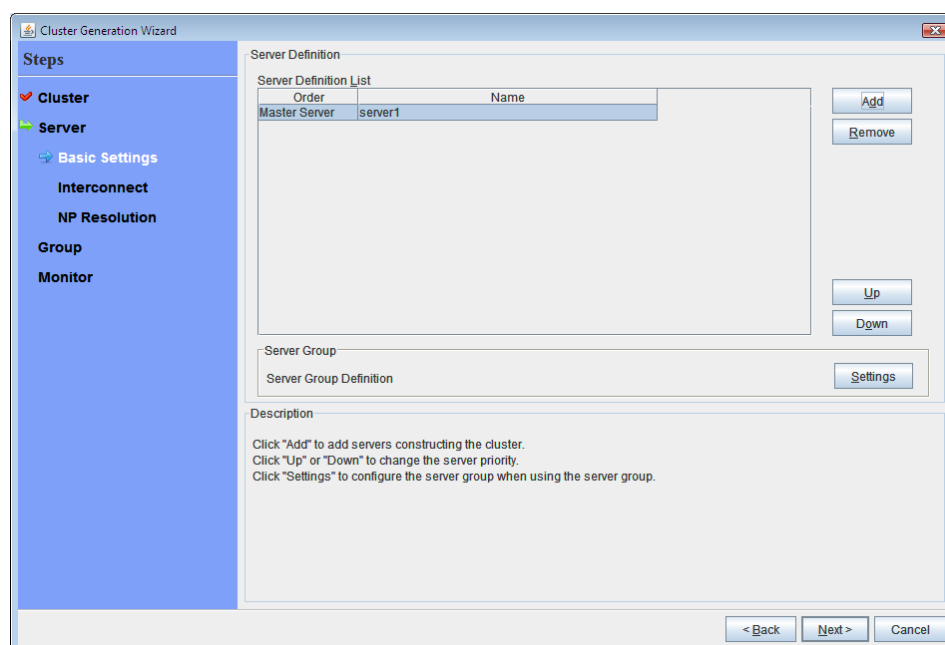 Cluster Generation Wizard
Steps
Cluster
Server
Basic Settings
Interconnect
NP Resolution
Group
Monitor
Server Definition
Server Definition List
Order Name
Master Server server1
Add
Remove
Up
Down
Server Group
Server Group Definition
Settings
Description
Click "Add" to add servers constructing the cluster.
Click "Up" or "Down" to change the server priority.
Click "Settings" to configure the server group when using the server group.
< Back Next > Cancel